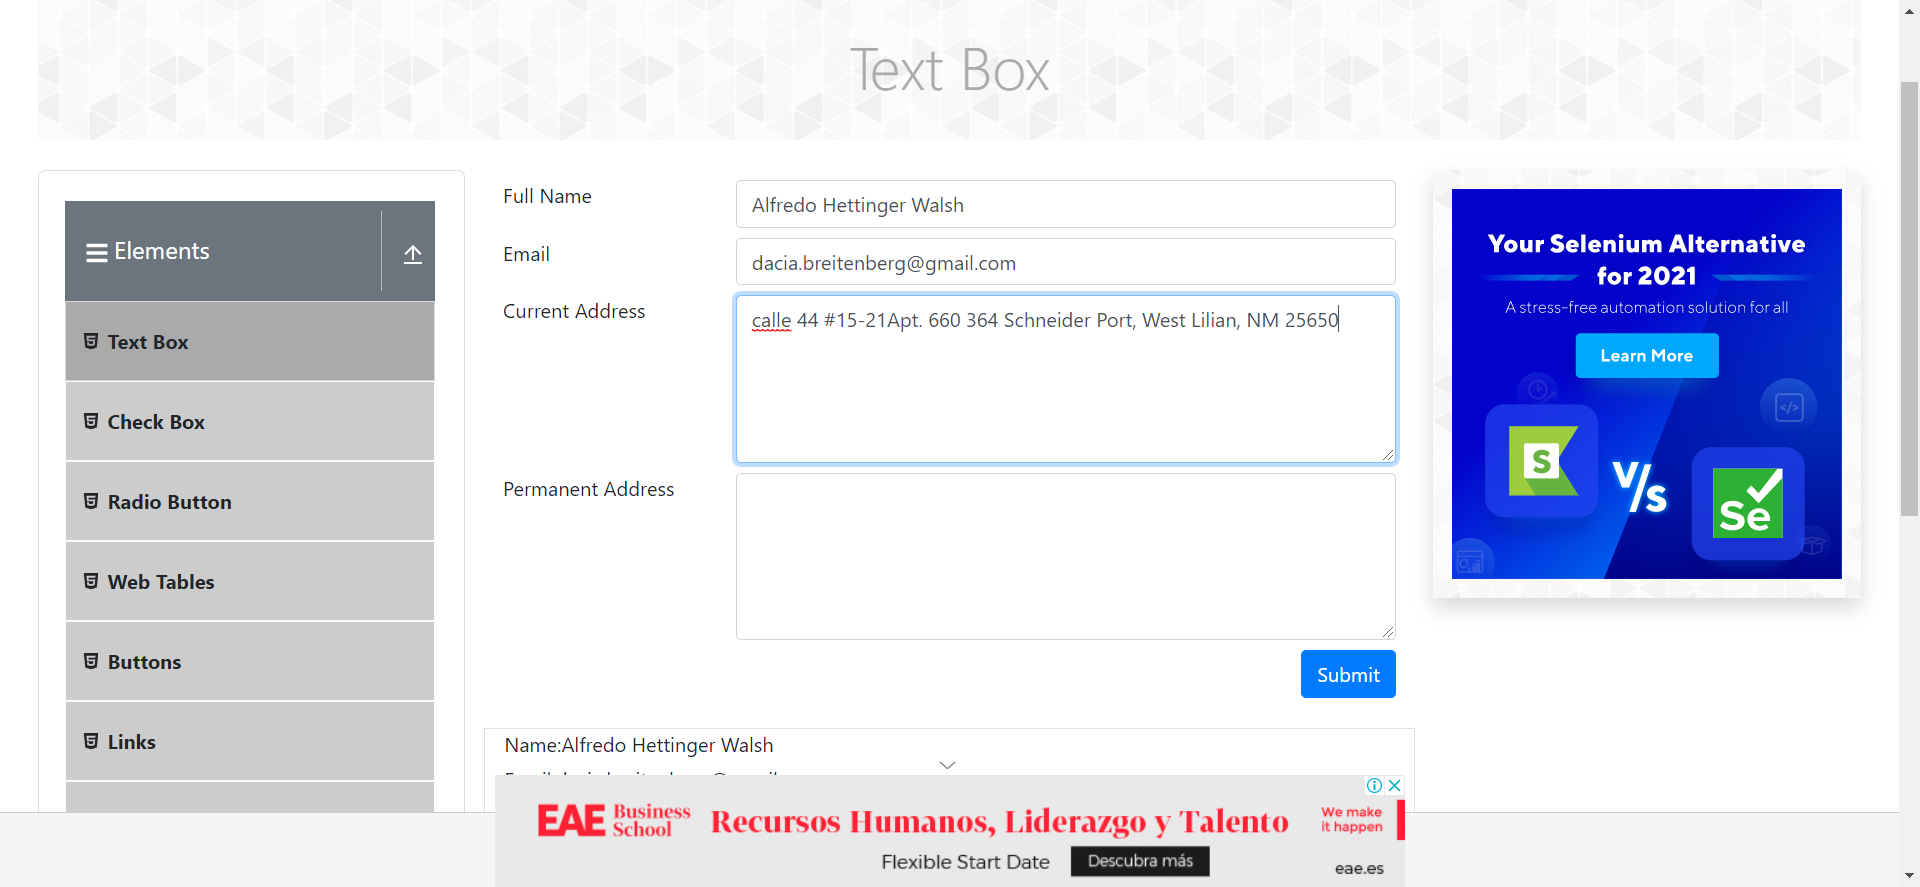 Text Box
Elements
Text Box
Check Box
Radio Button
Web Tables
Buttons
Links
Full Name
Alfredo Hettinger Walsh
Email
dacia.breitenberg@gmail.com
Current Address
calle 44 #15-21Apt. 660 364 Schneider Port, West Lilian, NM 25650
Permanent Address
Submit
Name:Alfredo Hettinger Walsh
Your Selenium Alternative
for 2021
A stress-free automation solution for all
Learn More
S
V/s
Se
EAE Business School
Recursos Humanos, Liderazgo y Talento
We make
it happen
Flexible Start Date
Descubra más
eae.es